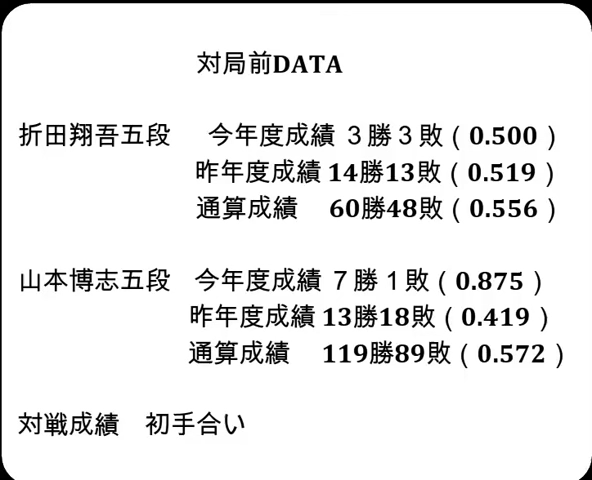 対局前DATA
折田翔吾五段 今年度成績 3勝3敗(0.500)
昨年度成績 14勝13敗(0.519)
通算成績 60勝48敗(0.556)
山本博志五段 今年度成績 7勝1敗(0.875)
昨年度成績 13勝18敗(0.419)
通算成績 119勝89敗(0.572)
対戦成績 初手合い